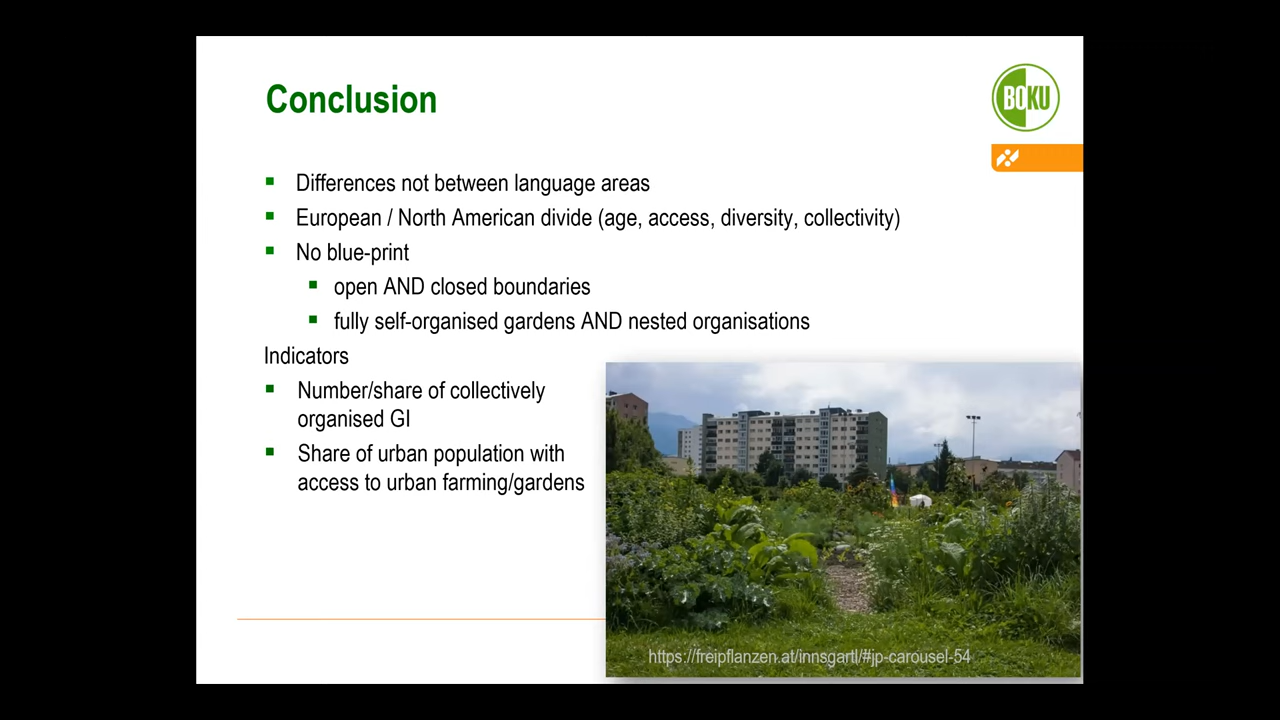 Conclusion
BOKU
Differences not between language areas
European / North American divide (age, access, diversity, collectivity)
No blue-print
open AND closed boundaries
fully self-organised gardens AND nested organisations
Indicators
Number/share of collectively
organised GI
Share of urban population with
access to urban farming/gardens
https://freipflanzen.at/innsgartl/#jp-carousel-54